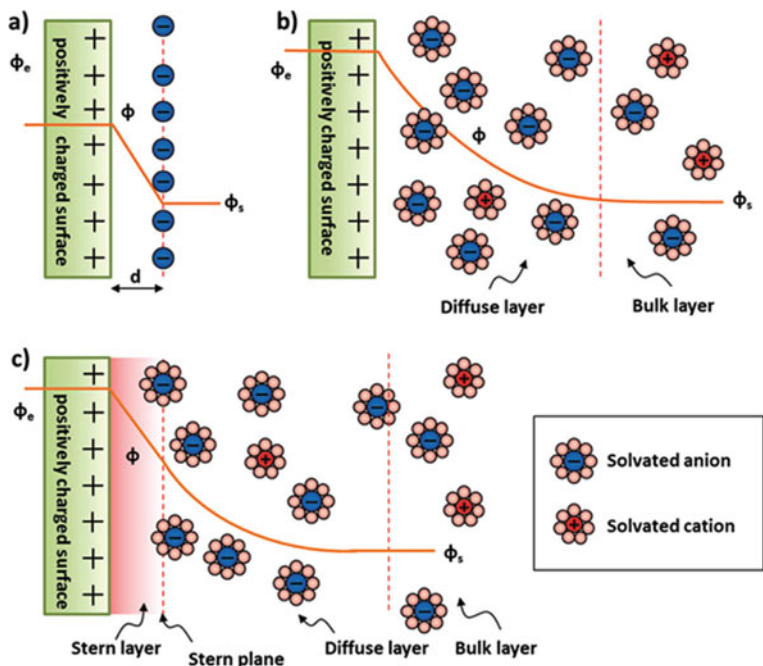 a)
ϕe
positively charged surface
+
+
+
+
+
+
+
ϕ
−
−
−
−
−
−
−
ϕs
d
b)
ϕe
positively charged surface
+
+
+
+
+
+
+
ϕ
−
−
−
−
−
−
−
+
−
−
+
+
−
ϕs
Diffuse layer
Bulk layer
c)
ϕe
positively charged surface
+
+
+
+
+
+
+
ϕ
−
−
−
+
−
−
−
−
−
+
−
+
−
ϕs
Stern layer
Stern plane
Diffuse layer
Bulk layer
− Solvated anion
+ Solvated cation